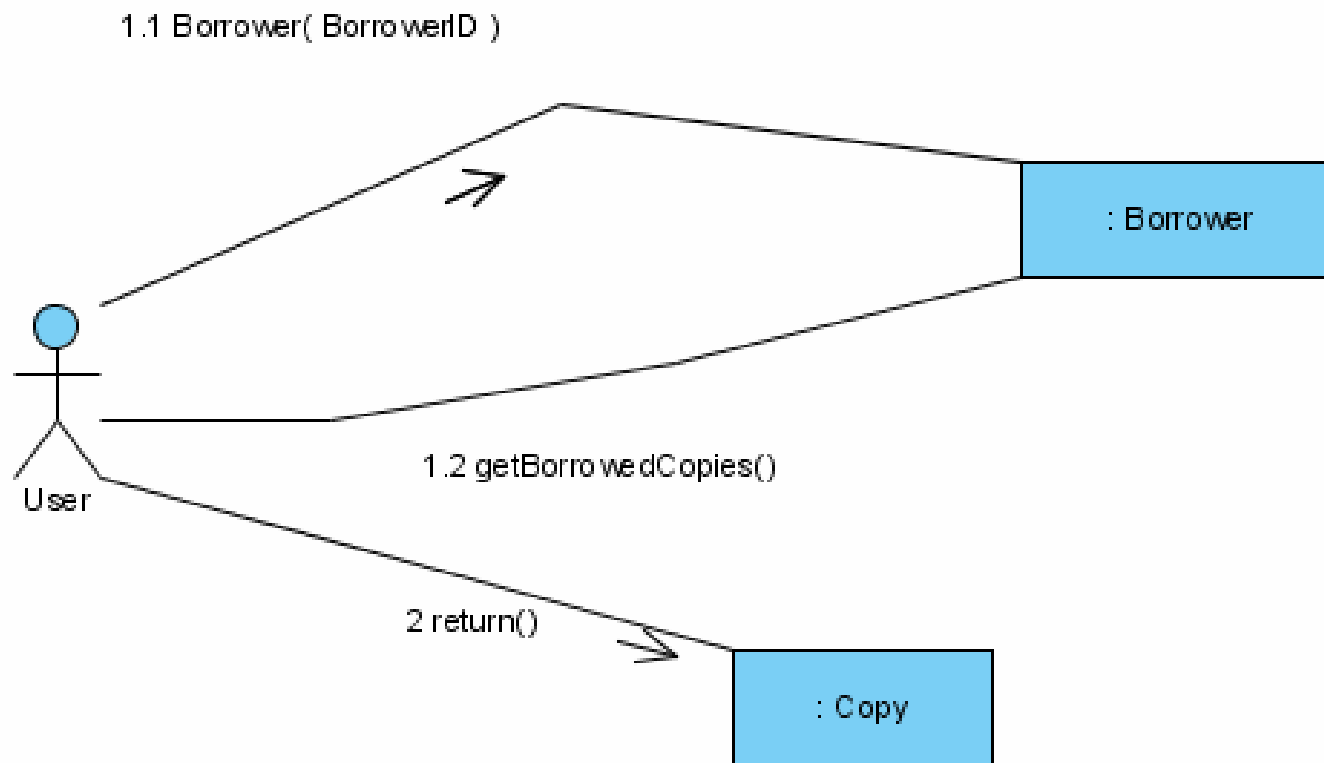 1.1 Borrower( BorrowerID )
: Borrower
1.2 getBorrowedCopies()
User
2 return()
: Copy